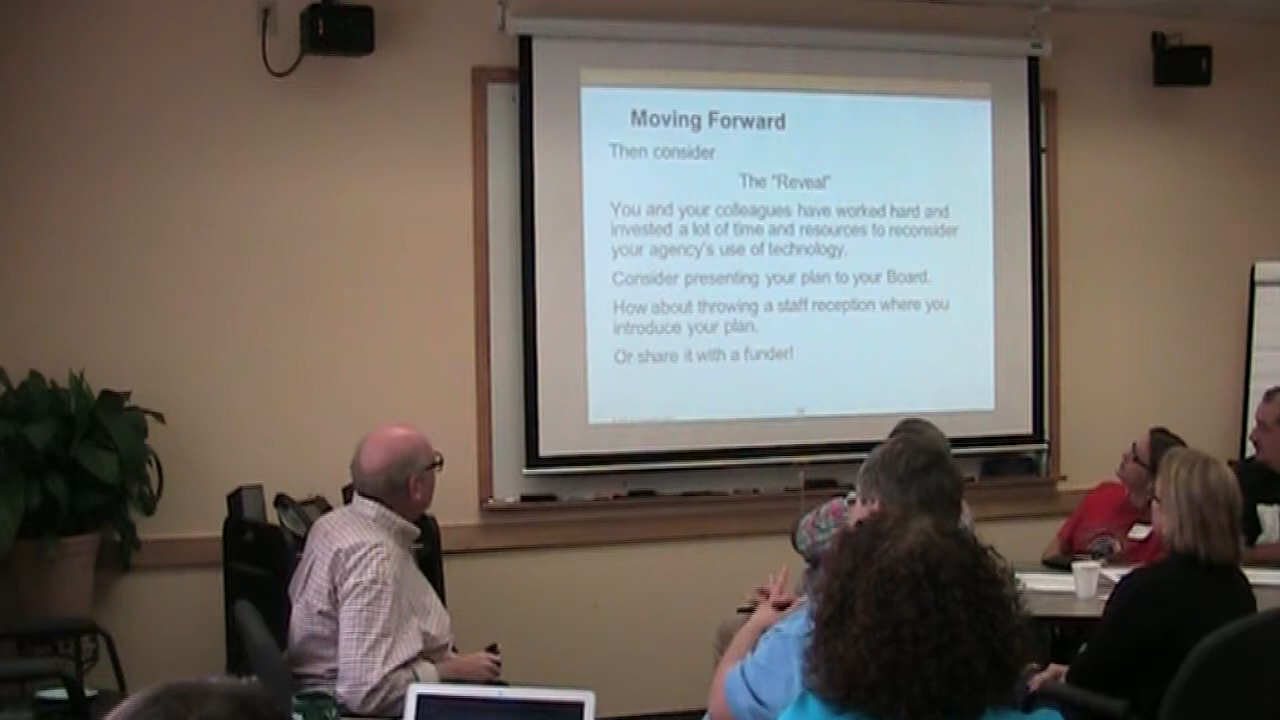 Moving Forward
Then consider
The "Reveal"
You and your colleagues have worked hard and
invested a lot of time and resources to reconsider
your agency's use of technology.
Consider presenting your plan to your Board.
How about throwing a staff reception where you
introduce your plan.
Or share it with a funder!